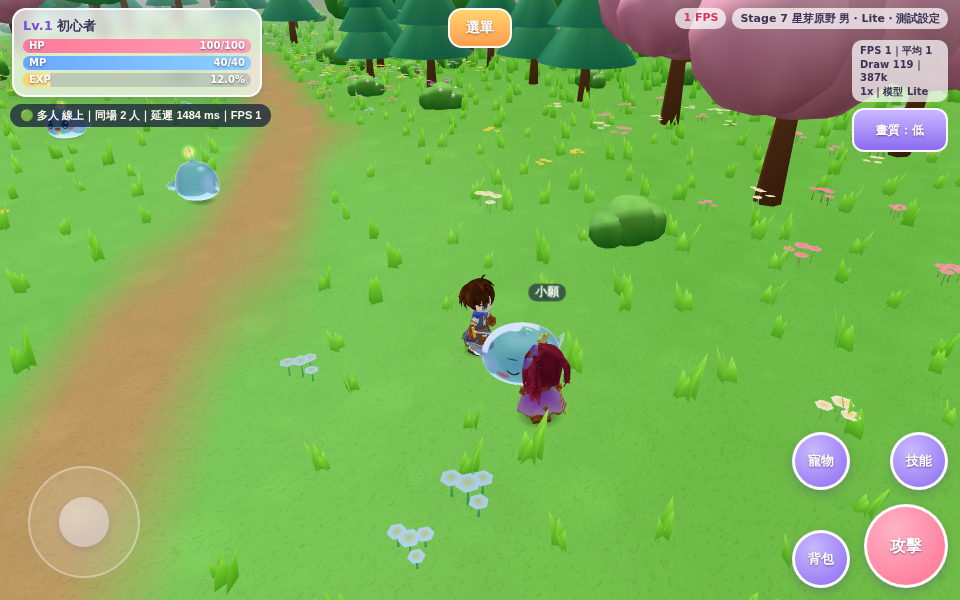 Lv.1 初心者
HP 100/100
MP 40/40
EXP 12.0%
多人 線上｜同場 2 人｜延遲 1484 ms｜FPS 1
選單
1 FPS
Stage 7 星芽原野 男・Lite・測試設定
FPS 1｜平均 1
Draw 119｜
387k
1x｜模型 Lite
畫質：低
小願
寵物
技能
背包
攻擊